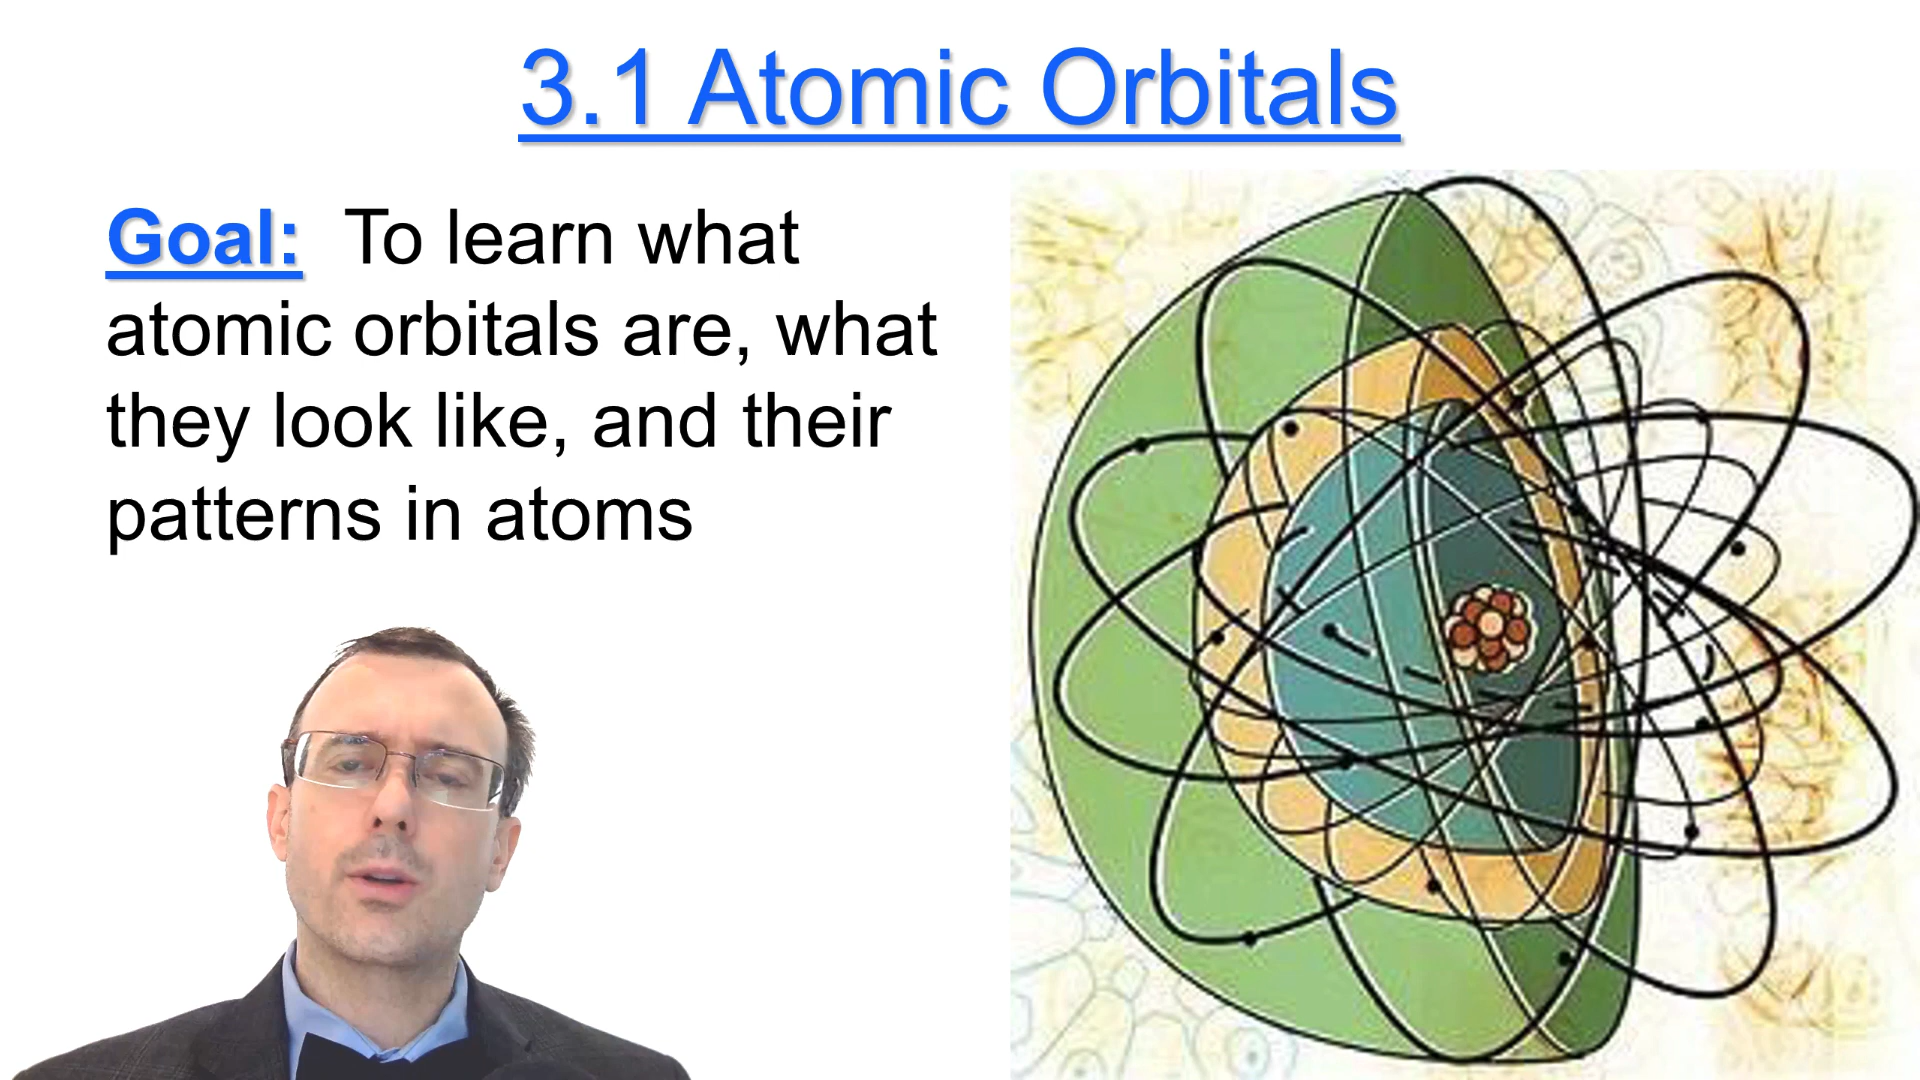 3.1 Atomic Orbitals
Goal: To learn what
atomic orbitals are, what
they look like, and their
patterns in atoms